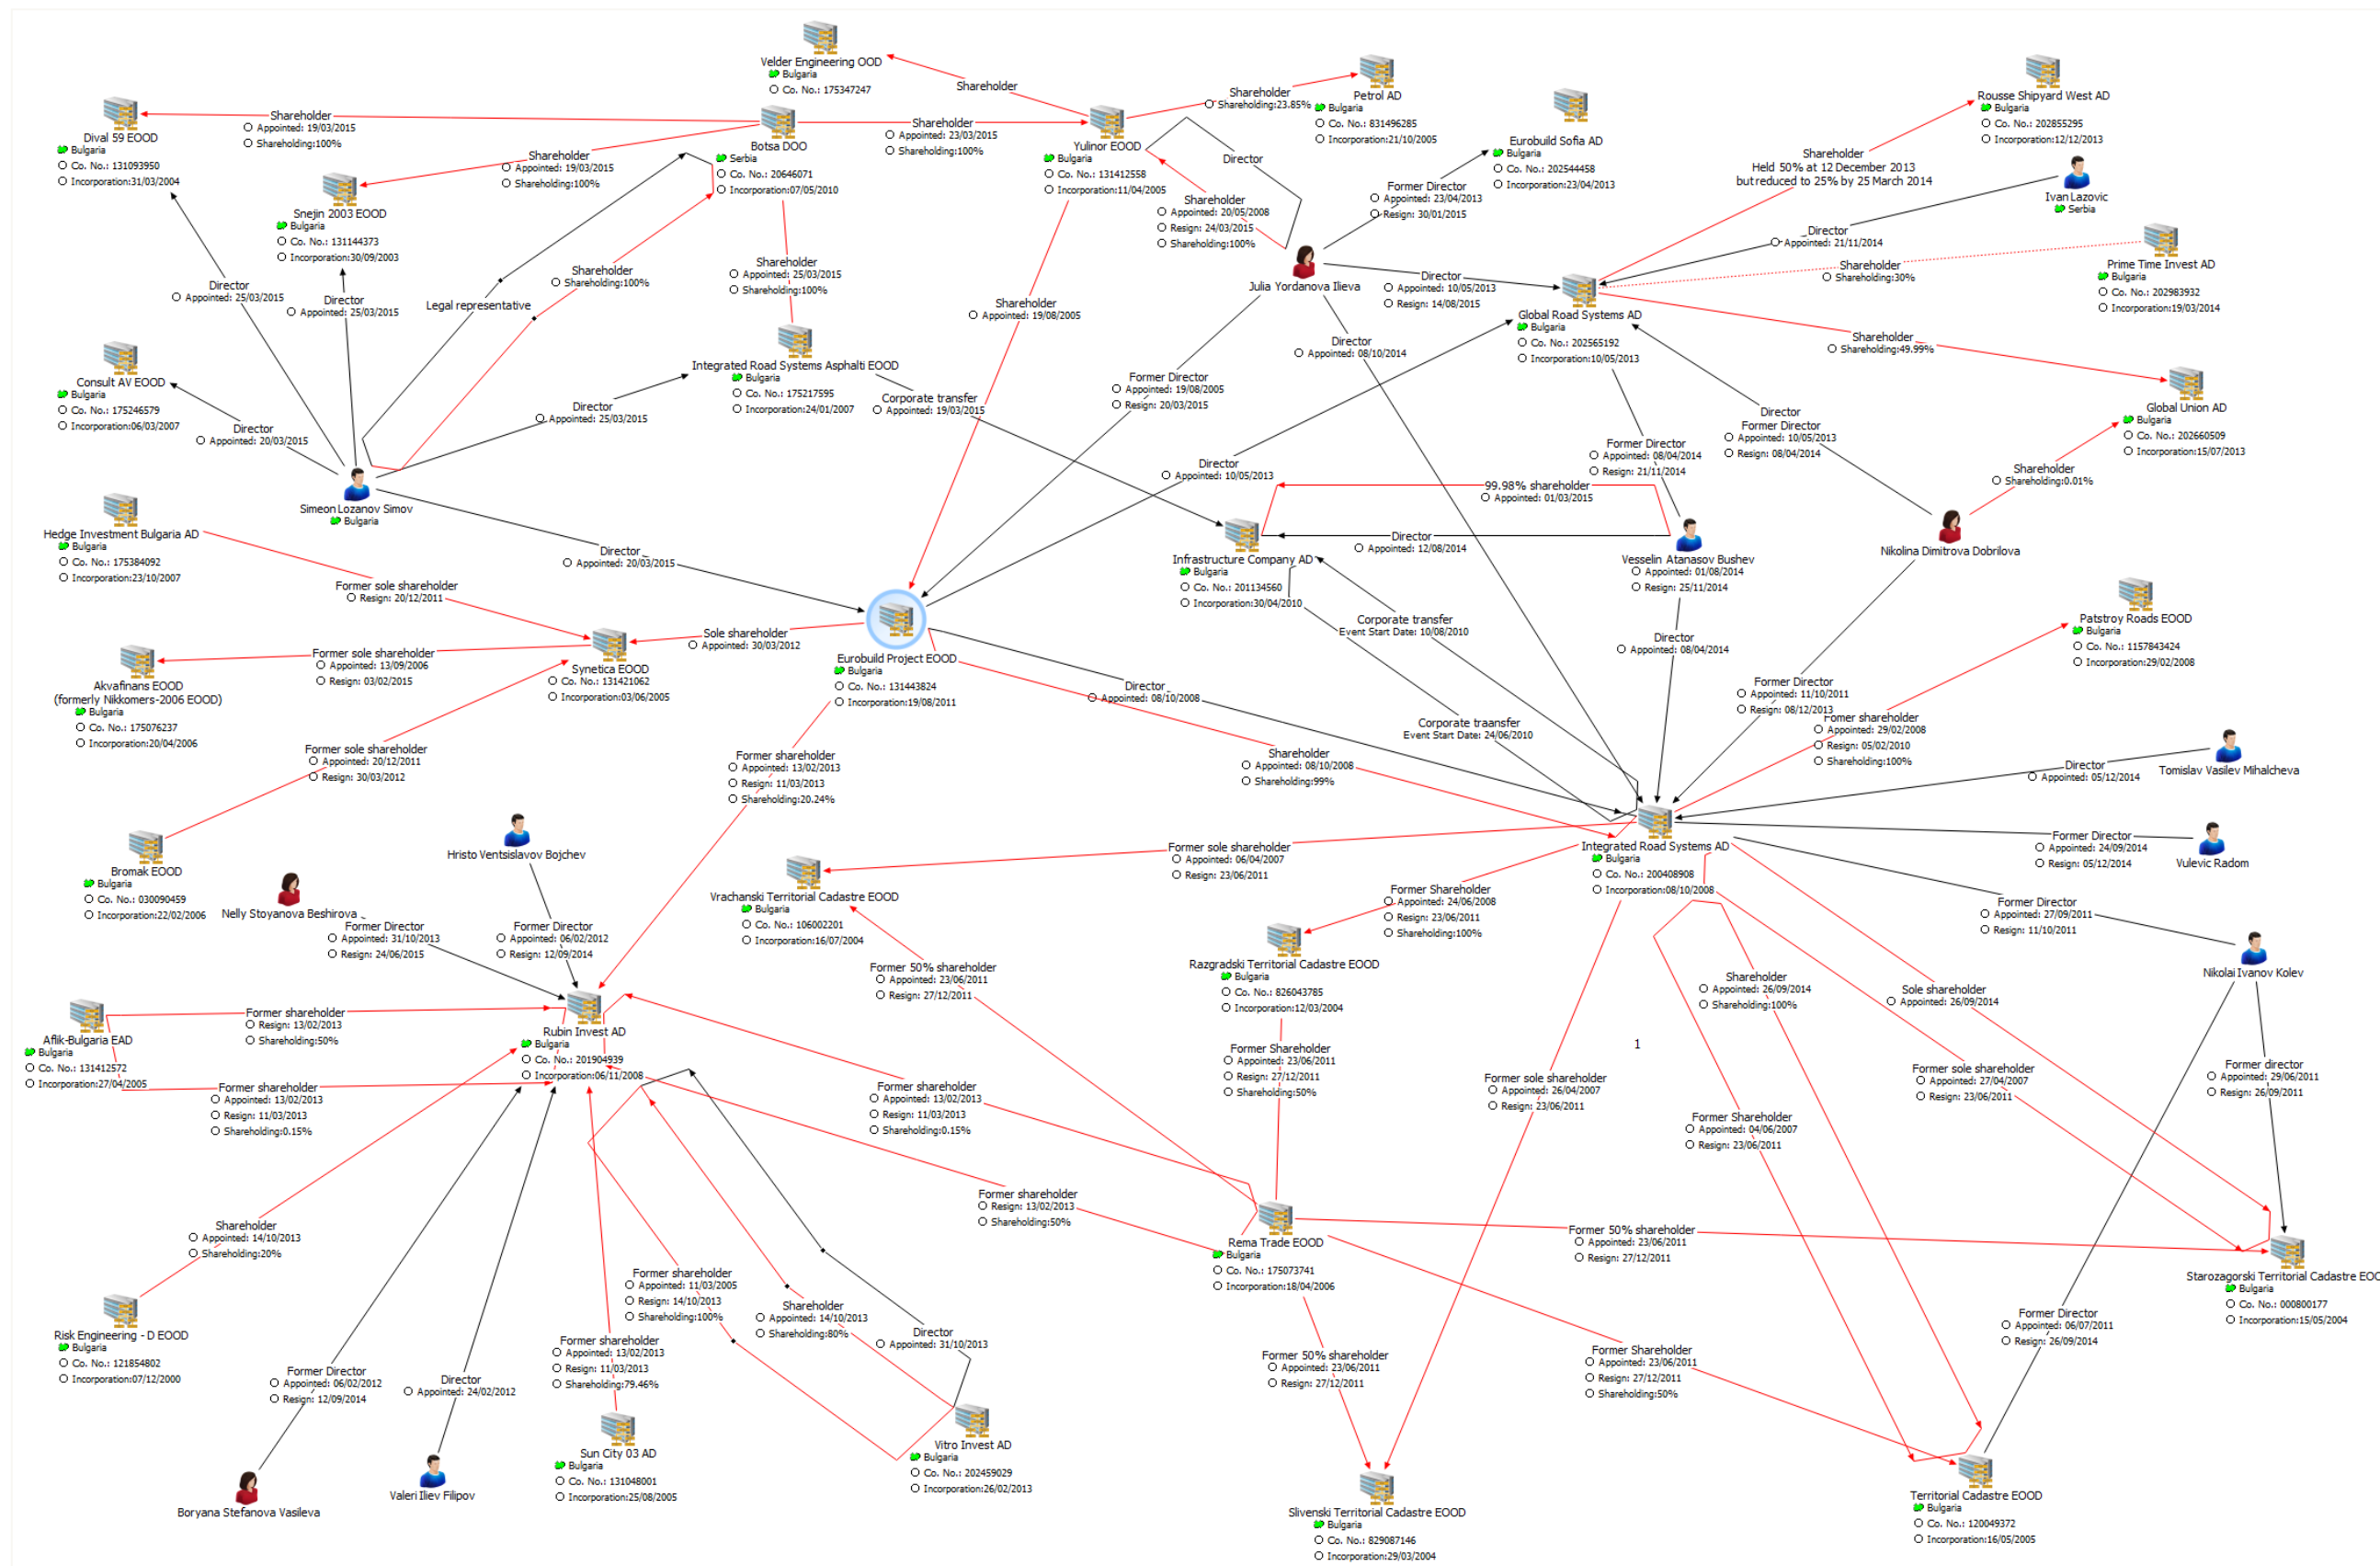 Velder Engineering OOD
Bulgaria
Co. No.: 175347247
Shareholder
Shareholder
Shareholding:23.85%
Petrol AD
Bulgaria
Co. No.: 831496285
Incorporation:21/10/2005
Rousse Shipyard West AD
Bulgaria
Co. No.: 202855295
Incorporation:12/12/2013
Dival 59 EOOD
Bulgaria
Co. No.: 131093950
Incorporation:31/03/2004
Shareholder
Appointed: 19/03/2015
Shareholding:100%
Botsa DOO
Serbia
Co. No.: 20646071
Incorporation:07/05/2010
Shareholder
Appointed: 23/03/2015
Shareholding:100%
Yulinor EOOD
Bulgaria
Co. No.: 131412558
Incorporation:11/04/2005
Director
Eurobuild Sofia AD
Bulgaria
Co. No.: 202544458
Incorporation:23/04/2013
Shareholder
Appointed: 19/03/2015
Shareholding:100%
Snejin 2003 EOOD
Bulgaria
Co. No.: 131144373
Incorporation:30/09/2003
Shareholder
Appointed: 20/05/2008
Resign: 24/03/2015
Shareholding:100%
Former Director
Appointed: 23/04/2013
Resign: 30/01/2015
Shareholder
Held 50% at 12 December 2013
but reduced to 25% by 25 March 2014
Ivan Lazovic
Serbia
Director
Appointed: 21/11/2014
Shareholder
Shareholding:30%
Prime Time Invest AD
Bulgaria
Co. No.: 202983932
Incorporation:19/03/2014
Director
Appointed: 25/03/2015
Director
Appointed: 25/03/2015
Legal representative
Shareholder
Shareholding:100%
Shareholder
Appointed: 25/03/2015
Shareholding:100%
Shareholder
Appointed: 19/08/2005
Julia Yordanova Ilieva
Director
Appointed: 10/05/2013
Resign: 14/08/2015
Global Road Systems AD
Bulgaria
Co. No.: 202565192
Incorporation:10/05/2013
Shareholder
Shareholding:49.99%
Director
Appointed: 08/10/2014
Consult AV EOOD
Bulgaria
Co. No.: 175246579
Incorporation:06/03/2007
Integrated Road Systems Asphalti EOOD
Bulgaria
Co. No.: 175217595
Incorporation:24/01/2007
Corporate transfer
Appointed: 19/03/2015
Former Director
Appointed: 19/08/2005
Resign: 20/03/2015
Global Union AD
Bulgaria
Co. No.: 202660509
Incorporation:15/07/2013
Director
Appointed: 20/03/2015
Director
Appointed: 25/03/2015
Director
Former Director
Appointed: 10/05/2013
Resign: 08/04/2014
Former Director
Appointed: 08/04/2014
Resign: 21/11/2014
Director
Appointed: 10/05/2013
Shareholder
Shareholding:0.01%
99.98% shareholder
Appointed: 01/03/2015
Simeon Lozanov Simov
Bulgaria
Hedge Investment Bulgaria AD
Bulgaria
Co. No.: 175384092
Incorporation:23/10/2007
Director
Appointed: 20/03/2015
Director
Appointed: 12/08/2014
Infrastructure Company AD
Bulgaria
Co. No.: 201134560
Incorporation:30/04/2010
Vesselin Atanasov Bushev
Appointed: 01/08/2014
Resign: 25/11/2014
Nikolina Dimitrova Dobrilova
Former sole shareholder
Resign: 20/12/2011
Corporate transfer
Event Start Date: 10/08/2010
Director
Appointed: 08/04/2014
Patstroy Roads EOOD
Bulgaria
Co. No.: 1157843424
Incorporation:29/02/2008
Former sole shareholder
Appointed: 13/09/2006
Resign: 03/02/2015
Synetica EOOD
Co. No.: 131421062
Incorporation:03/06/2005
Sole shareholder
Appointed: 30/03/2012
Eurobuild Project EOOD
Bulgaria
Co. No.: 131443824
Incorporation:19/08/2011
Akvafinans EOOD
(formerly Nikkomers-2006 EOOD)
Bulgaria
Co. No.: 175076237
Incorporation:20/04/2006
Director
Appointed: 08/10/2008
Former Director
Appointed: 11/10/2011
Resign: 08/12/2013
Fomer shareholder
Appointed: 29/02/2008
Resign: 05/02/2010
Shareholding:100%
Corporate traansfer
Event Start Date: 24/06/2010
Former sole shareholder
Appointed: 20/12/2011
Resign: 30/03/2012
Former shareholder
Appointed: 13/02/2013
Resign: 11/03/2013
Shareholding:20.24%
Shareholder
Appointed: 08/10/2008
Shareholding:99%
Director
Appointed: 05/12/2014
Tomislav Vasilev Mihalcheva
Bromak EOOD
Bulgaria
Co. No.: 030090459
Incorporation:22/02/2006
Hristo Ventsislavov Bojchev
Former sole shareholder
Appointed: 06/04/2007
Resign: 23/06/2011
Integrated Road Systems AD
Bulgaria
Co. No.: 200408908
Incorporation:08/10/2008
Former Director
Appointed: 24/09/2014
Resign: 05/12/2014
Vulevic Radom
Vrachanski Territorial Cadastre EOOD
Bulgaria
Co. No.: 106002201
Incorporation:16/07/2004
Nelly Stoyanova Beshirova
Former Director
Appointed: 31/10/2013
Resign: 24/06/2015
Former Director
Appointed: 06/02/2012
Resign: 12/09/2014
Former Shareholder
Appointed: 24/06/2008
Resign: 23/06/2011
Shareholding:100%
Former Director
Appointed: 27/09/2011
Resign: 11/10/2011
Former 50% shareholder
Appointed: 23/06/2011
Resign: 27/12/2011
Razgradski Territorial Cadastre EOOD
Bulgaria
Co. No.: 826043785
Incorporation:12/03/2004
Shareholder
Appointed: 26/09/2014
Shareholding:100%
Sole shareholder
Appointed: 26/09/2014
Nikolai Ivanov Kolev
Aflik-Bulgaria EAD
Bulgaria
Co. No.: 131412572
Incorporation:27/04/2005
Former shareholder
Resign: 13/02/2013
Shareholding:50%
Rubin Invest AD
Bulgaria
Co. No.: 201904939
Incorporation:06/11/2008
1
Former shareholder
Appointed: 13/02/2013
Resign: 11/03/2013
Shareholding:0.15%
Former shareholder
Appointed: 13/02/2013
Resign: 11/03/2013
Shareholding:0.15%
Former Shareholder
Appointed: 23/06/2011
Resign: 27/12/2011
Shareholding:50%
Former sole shareholder
Appointed: 26/04/2007
Resign: 23/06/2011
Former sole shareholder
Appointed: 27/04/2007
Resign: 23/06/2011
Former director
Appointed: 29/06/2011
Resign: 26/09/2011
Former Shareholder
Appointed: 04/06/2007
Resign: 23/06/2011
Former shareholder
Resign: 13/02/2013
Shareholding:50%
Shareholder
Appointed: 14/10/2013
Shareholding:20%
Rema Trade EOOD
Bulgaria
Co. No.: 175073741
Incorporation:18/04/2006
Former 50% shareholder
Appointed: 23/06/2011
Resign: 27/12/2011
Starozagorski Territorial Cadastre EOO
Bulgaria
Co. No.: 000800177
Incorporation:15/05/2004
Former shareholder
Appointed: 11/03/2005
Resign: 14/10/2013
Shareholding:100%
Shareholder
Appointed: 14/10/2013
Shareholding:80%
Director
Appointed: 31/10/2013
Risk Engineering - D EOOD
Bulgaria
Co. No.: 121854802
Incorporation:07/12/2000
Former shareholder
Appointed: 13/02/2013
Resign: 11/03/2013
Shareholding:79.46%
Former 50% shareholder
Appointed: 23/06/2011
Resign: 27/12/2011
Former Shareholder
Appointed: 23/06/2011
Resign: 27/12/2011
Shareholding:50%
Former Director
Appointed: 06/07/2011
Resign: 26/09/2014
Former Director
Appointed: 06/02/2012
Resign: 12/09/2014
Director
Appointed: 24/02/2012
Sun City 03 AD
Bulgaria
Co. No.: 131048001
Incorporation:25/08/2005
Vitro Invest AD
Bulgaria
Co. No.: 202459029
Incorporation:26/02/2013
Boryana Stefanova Vasileva
Valeri Iliev Filipov
Slivenski Territorial Cadastre EOOD
Bulgaria
Co. No.: 829087146
Incorporation:29/03/2004
Territorial Cadastre EOOD
Bulgaria
Co. No.: 120049372
Incorporation:16/05/2005